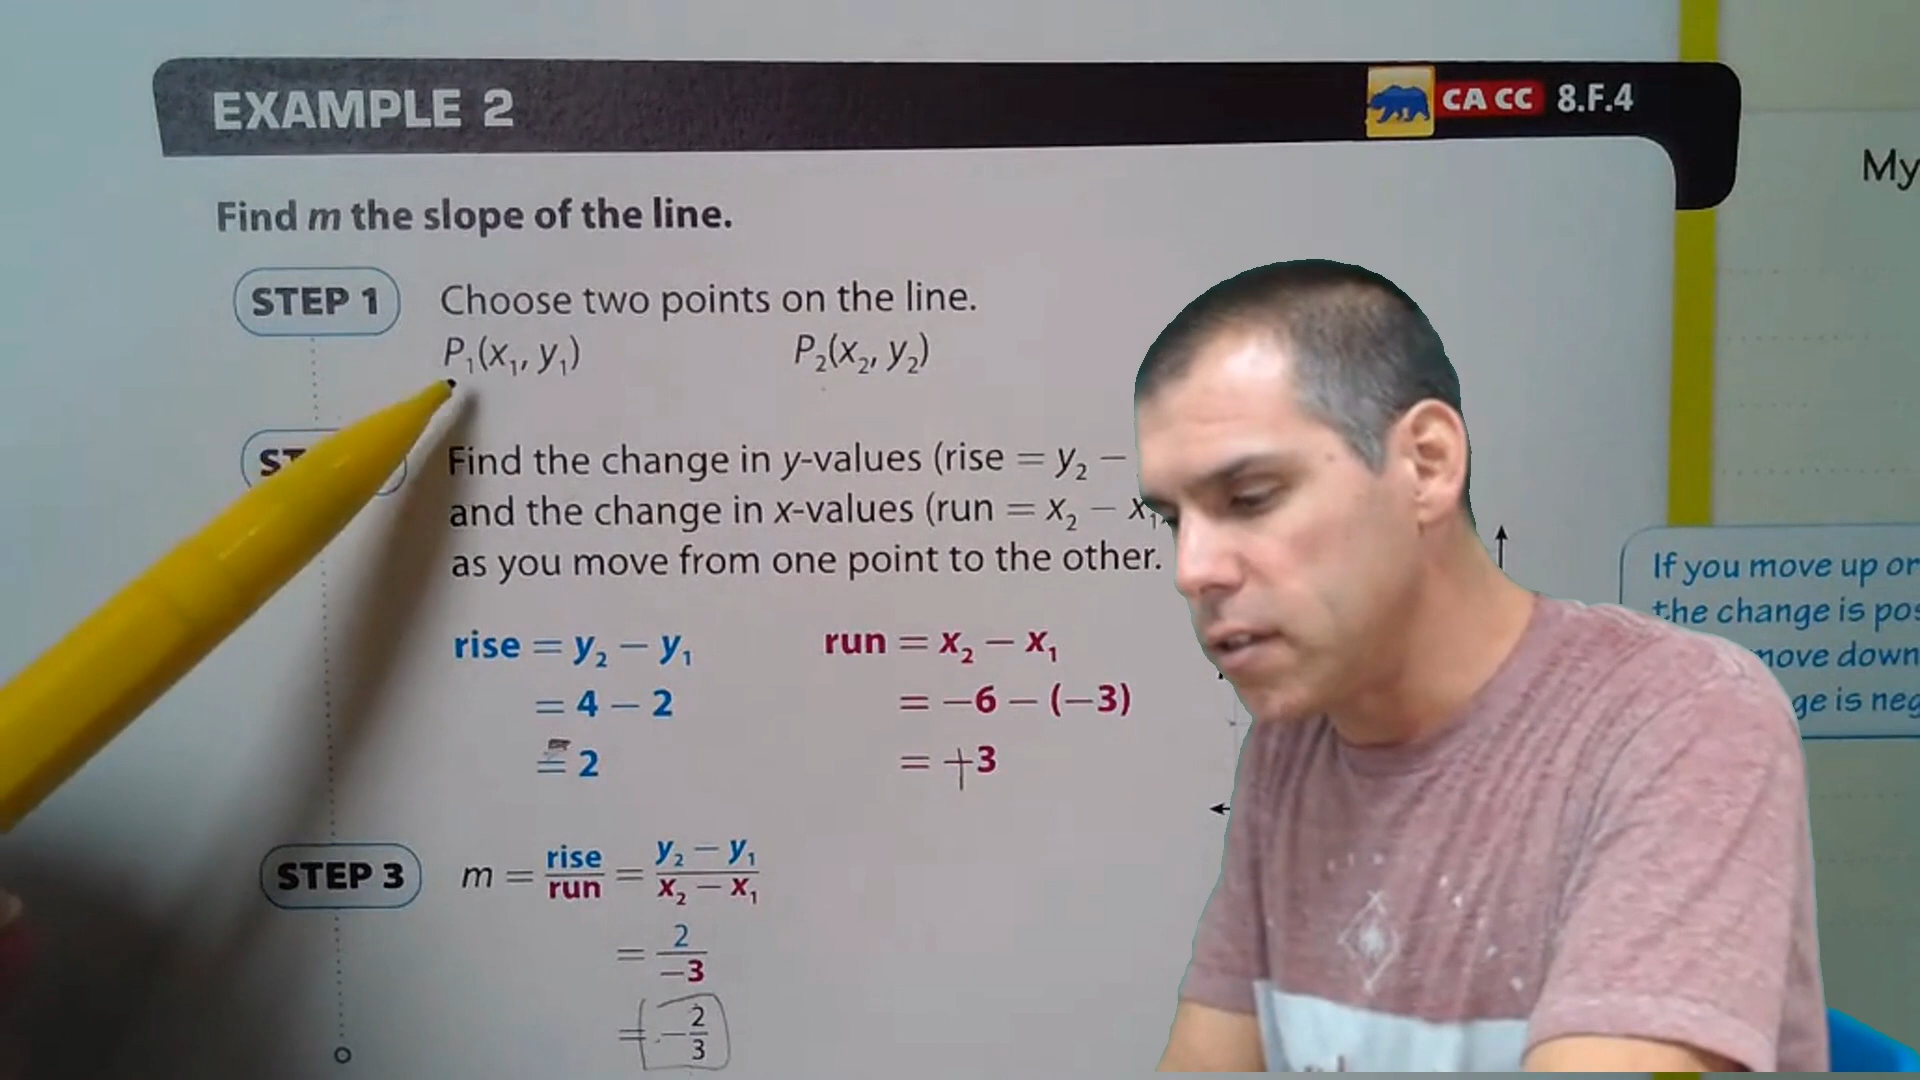 EXAMPLE 2
CA CC 8.F.4
My
Find m the slope of the line.
STEP 1 Choose two points on the line.
P₁(x₁, y₁) P₂(x₂, y₂)
Find the change in y-values (rise = y₂ −
and the change in x-values (run = x₂ − x₁
as you move from one point to the other.
rise = y₂ − y₁ run = x₂ − x₁
= 4 − 2 = −6 − (−3)
= 2 = +3
STEP 3 m = rise/run = (y₂ − y₁)/(x₂ − x₁)
= 2/−3
= −2/3
If you move up or
the change is pos
move down
ge is neg